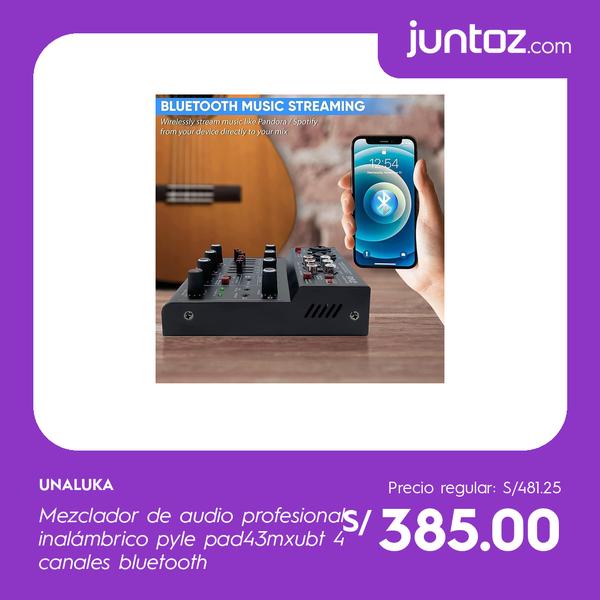 juntoz.com
BLUETOOTH MUSIC STREAMING
Wirelessly stream music like Pandora / Spotify
from your device directly to your mix
12:54
UNALUKA
Precio regular: S/481.25
Mezclador de audio profesional
inalámbrico pyle pad43mxubt 4
canales bluetooth
S/ 385.00